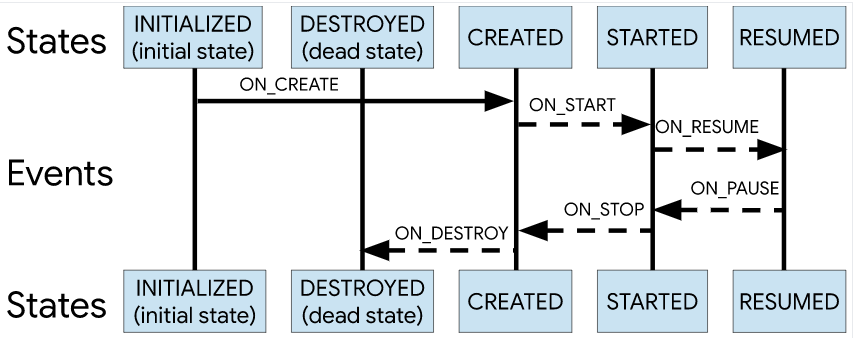 States
INITIALIZED
(initial state)
DESTROYED
(dead state)
CREATED
STARTED
RESUMED
ON_CREATE
ON_START
ON_RESUME
Events
ON_PAUSE
ON_STOP
ON_DESTROY
States
INITIALIZED
(initial state)
DESTROYED
(dead state)
CREATED
STARTED
RESUMED